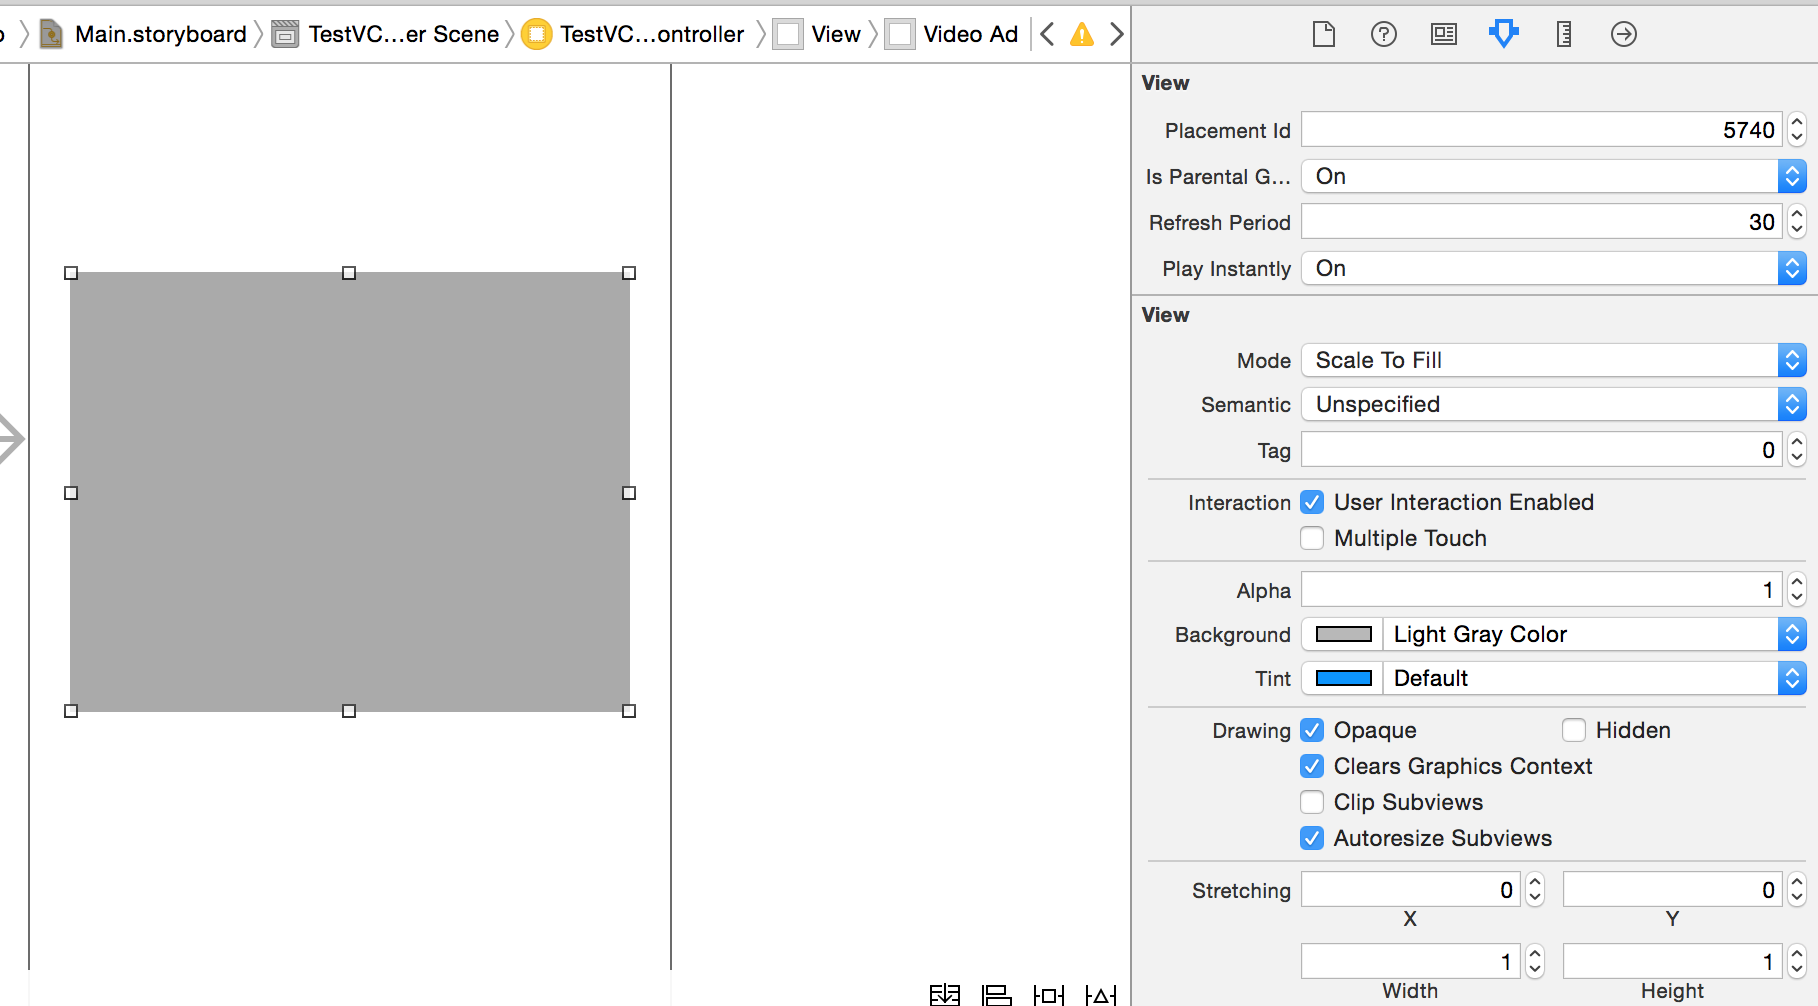 Main.storyboard TestVC...er Scene TestVC...ontroller View Video Ad
View
Placement Id 5740
Is Parental G... On
Refresh Period 30
Play Instantly On
View
Mode Scale To Fill
Semantic Unspecified
Tag 0
Interaction User Interaction Enabled
Multiple Touch
Alpha 1
Background Light Gray Color
Tint Default
Drawing Opaque Hidden
Clears Graphics Context
Clip Subviews
Autoresize Subviews
Stretching 0 0
X Y
1 1
Width Height